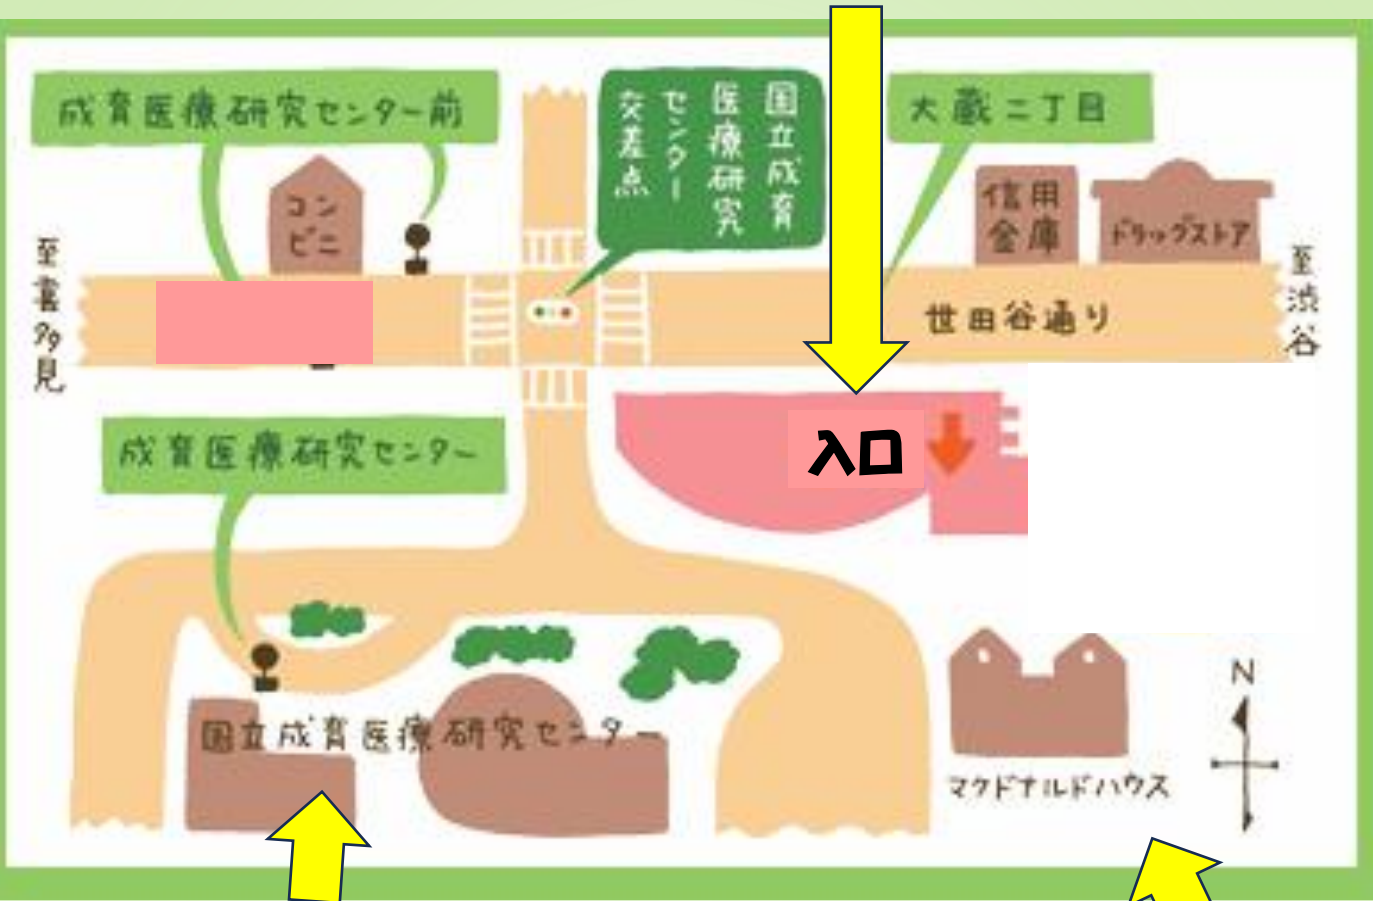 成育医療研究センター前
国立成育
医療研究
センター
交差点
大蔵二丁目
コン
ビニ
信用
金庫
ドラッグストア
至喜多見
世田谷通り
至渋谷
入口
成育医療研究センター
国立成育医療研究センター
マクドナルドハウス
N